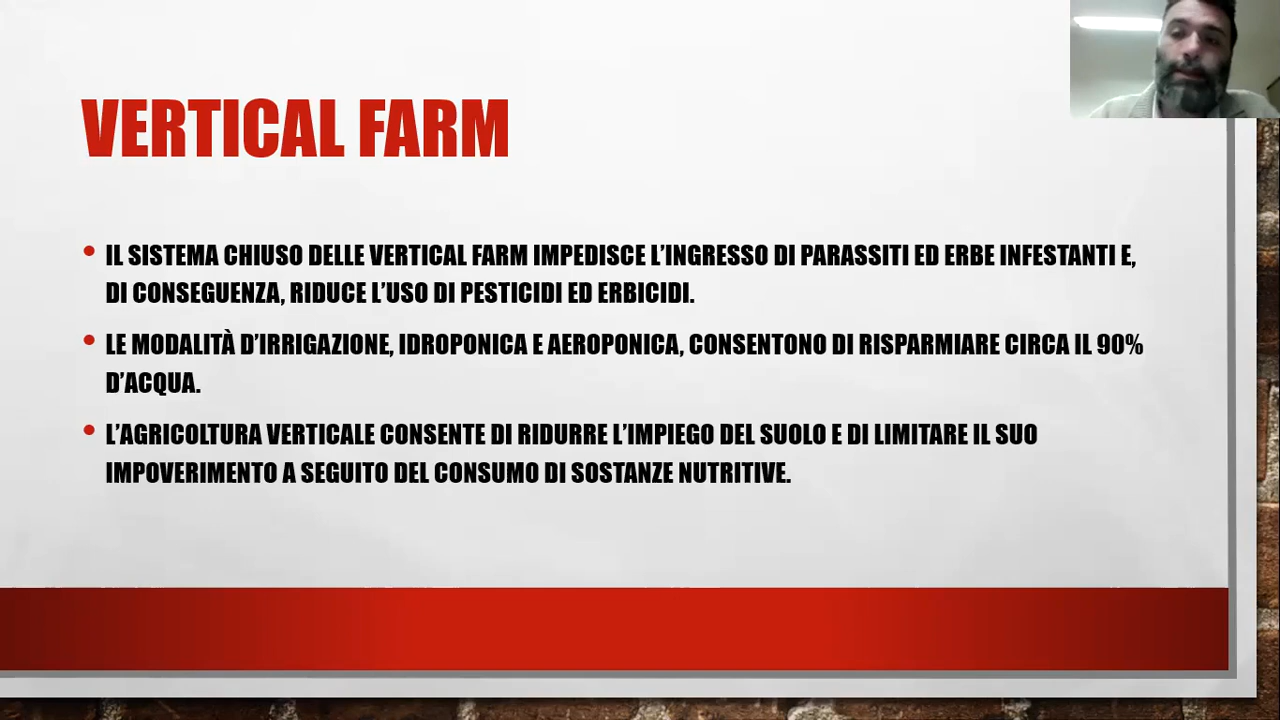 VERTICAL FARM
• IL SISTEMA CHIUSO DELLE VERTICAL FARM IMPEDISCE L'INGRESSO DI PARASSITI ED ERBE INFESTANTI E,
DI CONSEGUENZA, RIDUCE L'USO DI PESTICIDI ED ERBICIDI.
• LE MODALITÀ D'IRRIGAZIONE, IDROPONICA E AEROPONICA, CONSENTONO DI RISPARMIARE CIRCA IL 90%
D'ACQUA.
• L'AGRICOLTURA VERTICALE CONSENTE DI RIDURRE L'IMPIEGO DEL SUOLO E DI LIMITARE IL SUO
IMPOVERIMENTO A SEGUITO DEL CONSUMO DI SOSTANZE NUTRITIVE.